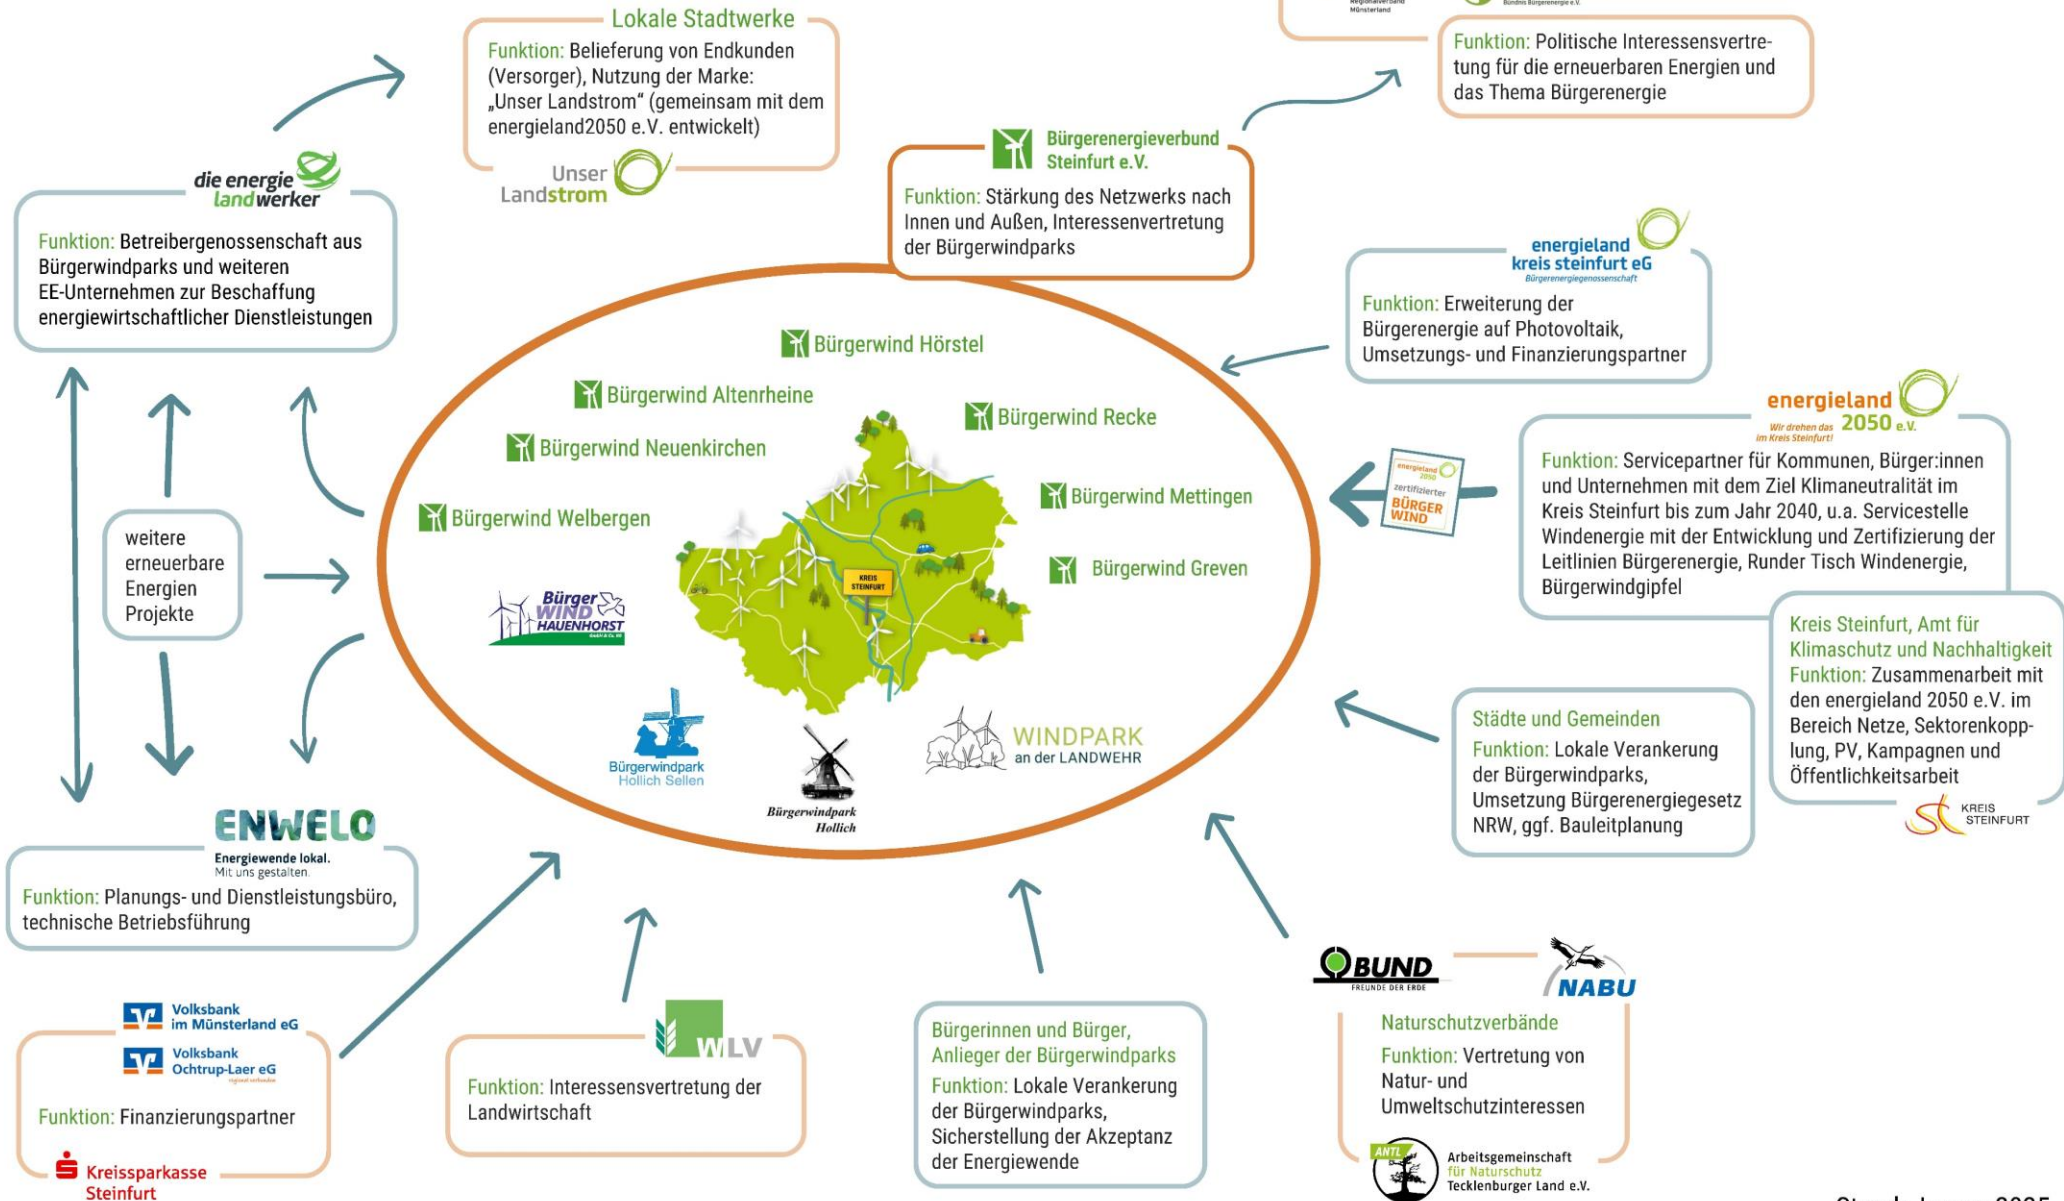 Lokale Stadtwerke
Funktion: Belieferung von Endkunden
(Versorger), Nutzung der Marke:
„Unser Landstrom“ (gemeinsam mit dem
energieland2050 e.V. entwickelt)
Unser
Landstrom
Regionalverband
Münsterland
Bündnis Bürgerenergie e.V.
Funktion: Politische Interessensvertre-
tung für die erneuerbaren Energien und
das Thema Bürgerenergie
Bürgerenergieverbund
Steinfurt e.V.
Funktion: Stärkung des Netzwerks nach
Innen und Außen, Interessenvertretung
der Bürgerwindparks
die energie
landwerker
Funktion: Betreibergenossenschaft aus
Bürgerwindparks und weiteren
EE-Unternehmen zur Beschaffung
energiewirtschaftlicher Dienstleistungen
energieland
kreis steinfurt eG
Bürgerenergiegenossenschaft
Funktion: Erweiterung der
Bürgerenergie auf Photovoltaik,
Umsetzungs- und Finanzierungspartner
Bürgerwind Hörstel
Bürgerwind Altenrheine
Bürgerwind Recke
Bürgerwind Neuenkirchen
Bürgerwind Mettingen
Bürgerwind Welbergen
Bürgerwind Greven
KREIS
STEINFURT
Bürger
WIND
HAUENHORST
GmbH & Co. KG
Bürgerwindpark
Hollich Sellen
Bürgerwindpark
Hollich
WINDPARK
an der LANDWEHR
weitere
erneuerbare
Energien
Projekte
energieland
2050
zertifizierter
BÜRGER
WIND
energieland
2050 e.V.
Wir drehen das
im Kreis Steinfurt!
Funktion: Servicepartner für Kommunen, Bürger:innen
und Unternehmen mit dem Ziel Klimaneutralität im
Kreis Steinfurt bis zum Jahr 2040, u.a. Servicestelle
Windenergie mit der Entwicklung und Zertifizierung der
Leitlinien Bürgerenergie, Runder Tisch Windenergie,
Bürgerwindgipfel
Kreis Steinfurt, Amt für
Klimaschutz und Nachhaltigkeit
Funktion: Zusammenarbeit mit
den energieland 2050 e.V. im
Bereich Netze, Sektorenkopp-
lung, PV, Kampagnen und
Öffentlichkeitsarbeit
KREIS
STEINFURT
Städte und Gemeinden
Funktion: Lokale Verankerung
der Bürgerwindparks,
Umsetzung Bürgerenergiegesetz
NRW, ggf. Bauleitplanung
ENWELO
Energiewende lokal.
Mit uns gestalten.
Funktion: Planungs- und Dienstleistungsbüro,
technische Betriebsführung
Volksbank
im Münsterland eG
Volksbank
Ochtrup-Laer eG
regional verbunden
Funktion: Finanzierungspartner
Kreissparkasse
Steinfurt
WLV
Funktion: Interessensvertretung der
Landwirtschaft
Bürgerinnen und Bürger,
Anlieger der Bürgerwindparks
Funktion: Lokale Verankerung
der Bürgerwindparks,
Sicherstellung der Akzeptanz
der Energiewende
BUND
FREUNDE DER ERDE
NABU
Naturschutzverbände
Funktion: Vertretung von
Natur- und
Umweltschutzinteressen
ANTL
Arbeitsgemeinschaft
für Naturschutz
Tecklenburger Land e.V.